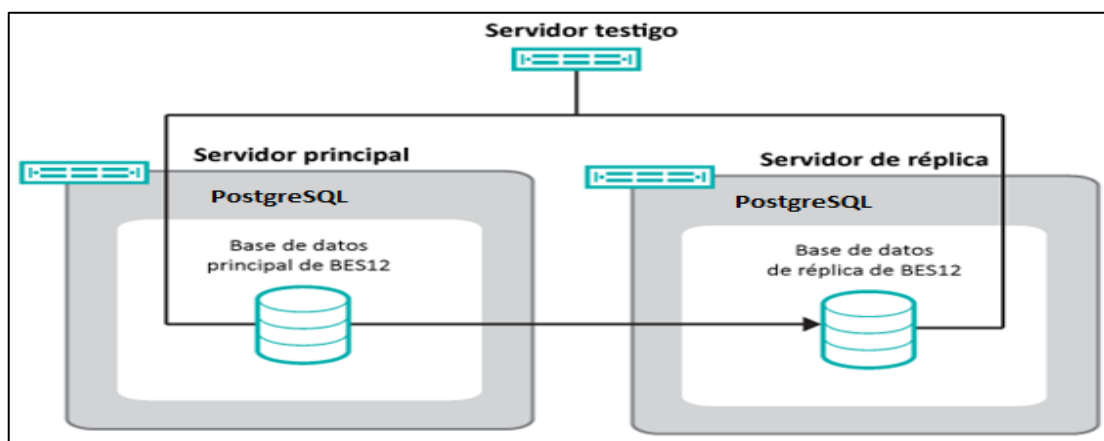 Servidor testigo
Servidor principal
PostgreSQL
Base de datos
principal de BES12
Servidor de réplica
PostgreSQL
Base de datos
de réplica de BES12